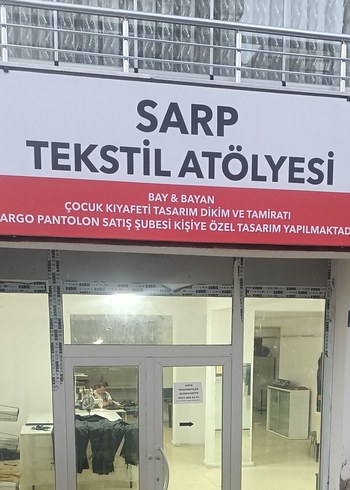 SARP
TEKSTİL ATÖLYESİ
BAY & BAYAN
ÇOCUK KIYAFETİ TASARIM DİKİM VE TAMİRATI
ARGO PANTOLON SATIŞ ŞUBESİ KİŞİYE ÖZEL TASARIM YAPILMAKTAD